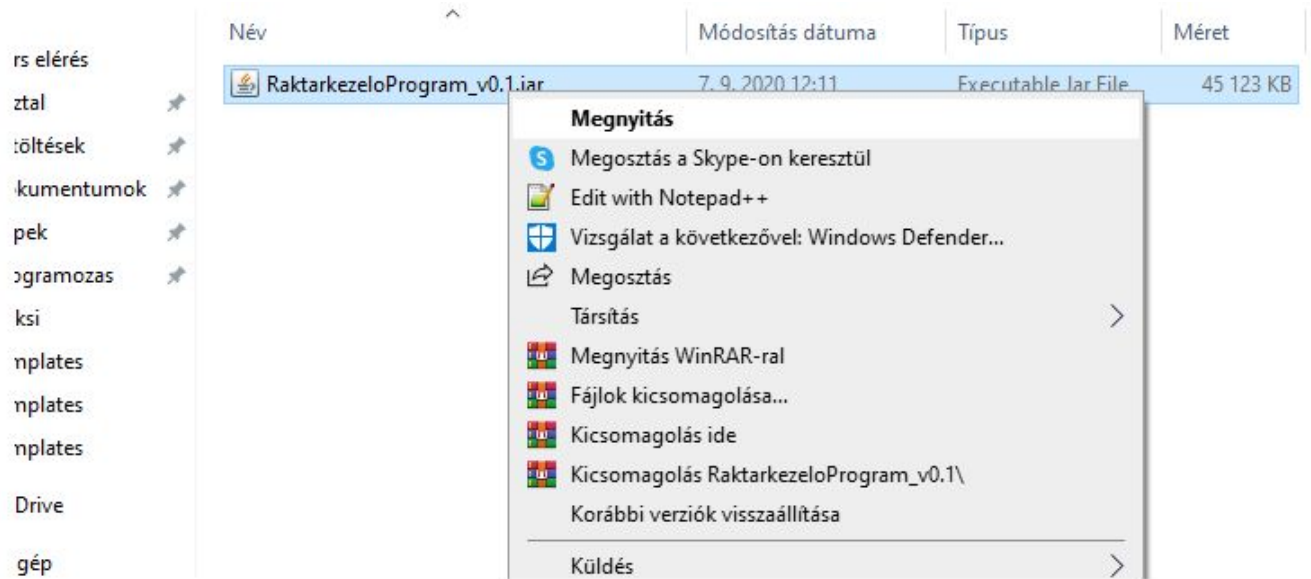 Név Módosítás dátuma Típus Méret
rs elérés
RaktarkezeloProgram_v0.1.jar 7. 9. 2020 12:11 Executable Jar File 45 123 KB
ztal
töltések
kumentumok
pek
ogramozas
ksi
mplates
mplates
mplates
Drive
gép
Megnyitás
Megosztás a Skype-on keresztül
Edit with Notepad++
Vizsgálat a következővel: Windows Defender...
Megosztás
Társítás
Megnyitás WinRAR-ral
Fájlok kicsomagolása...
Kicsomagolás ide
Kicsomagolás RaktarkezeloProgram_v0.1\
Korábbi verziók visszaállítása
Küldés